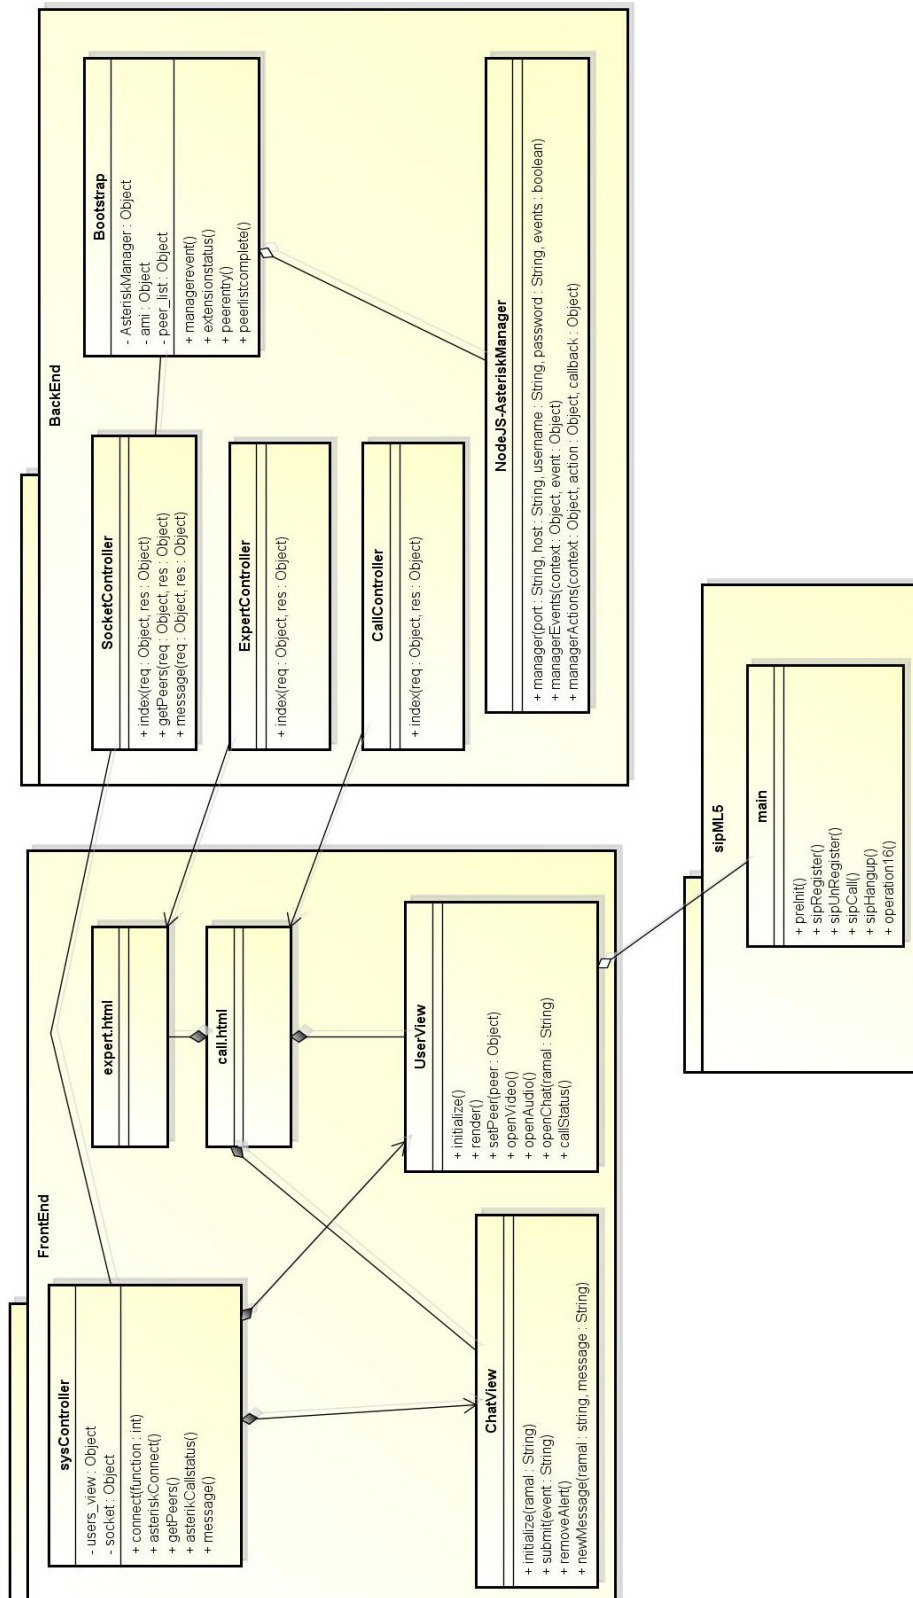 FrontEnd
sysController
- users_view : Object
- socket : Object
+ connect(function : int)
+ asteriskConnect()
+ getPeers()
+ asterikCallstatus()
+ message()
expert.html
call.html
ChatView
+ initialize(ramal : String)
+ submit(event : String)
+ removeAlert()
+ newMessage(ramal : string, message : String)
UserView
+ initialize()
+ render()
+ setPeer(peer : Object)
+ openVideo()
+ openAudio()
+ openChat(ramal : String)
+ callStatus()
BackEnd
SocketController
+ index(req : Object, res : Object)
+ getPeers(req : Object, res : Object)
+ message(req : Object, res : Object)
Bootstrap
- AsteriskManager : Object
- ami : Object
- peer_list : Object
+ managerevent()
+ extensionstatus()
+ peerentry()
+ peerlistcomplete()
ExpertController
+ index(req : Object, res : Object)
CallController
+ index(req : Object, res : Object)
NodeJS-AsteriskManager
+ manager(port : String, host : String, username : String, password : String, events : boolean)
+ managerEvents(context : Object, event : Object)
+ managerActions(context : Object, action : Object, callback : Object)
sipML5
main
+ preInit()
+ sipRegister()
+ sipUnRegister()
+ sipCall()
+ sipHangup()
+ operation16()